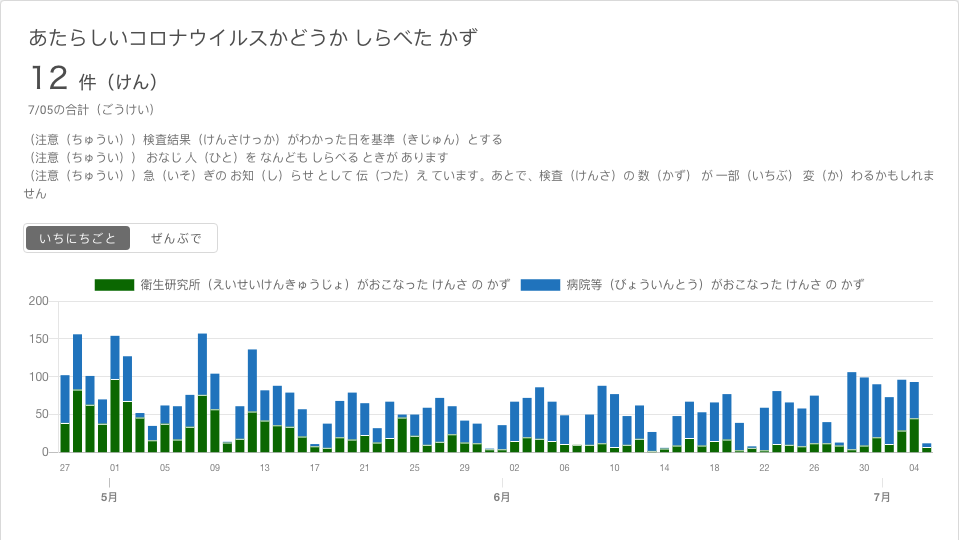 あたらしいコロナウイルスかどうか しらべた かず
12 件（けん）
7/05の合計（ごうけい）
（注意（ちゅうい））検査結果（けんさけっか）がわかった日を基準（きじゅん）とする
（注意（ちゅうい）） おなじ 人（ひと）を なんども しらべる ときが あります
（注意（ちゅうい））急（いそ）ぎの お知（し）らせ として 伝（つた）え ています。あとで、検査（けんさ）の 数（かず） が 一部（いちぶ） 変（か）わるかもしれま
せん
いちにちごと ぜんぶで
衛生研究所（えいせいけんきゅうじょ）がおこなった けんさ の かず 病院等（びょういんとう）がおこなった けんさ の かず
200
150
100
50
0
27 01 05 09 13 17 21 25 29 02 06 10 14 18 22 26 30 04
5月 6月 7月